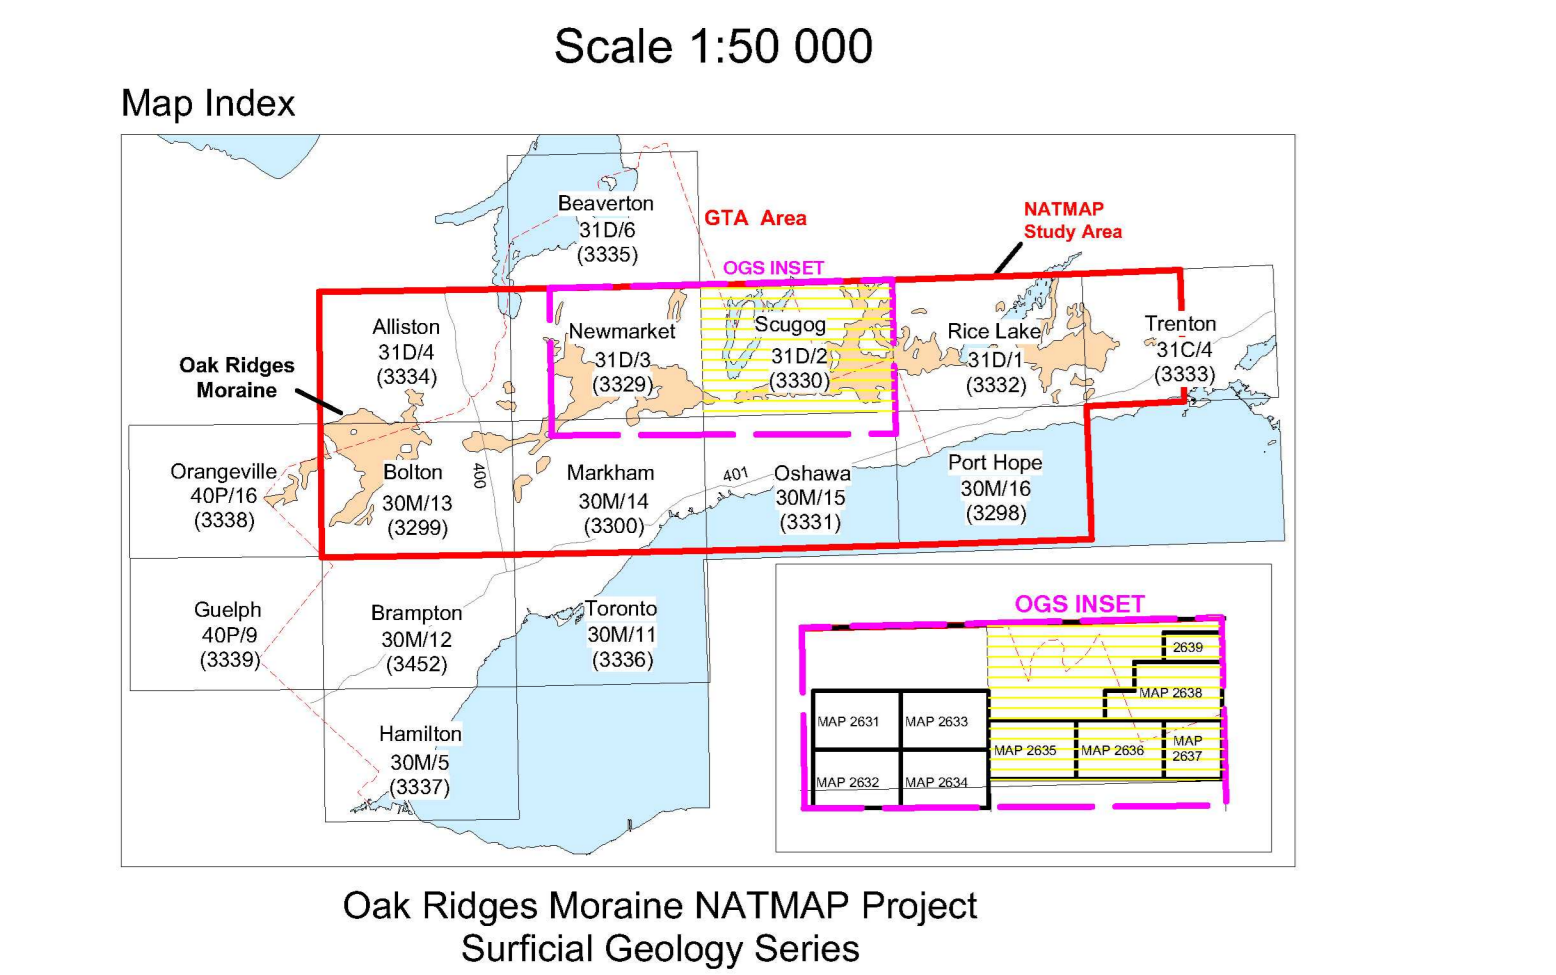 Scale 1:50 000
Map Index
Beaverton
31D/6
(3335)
GTA Area
NATMAP
Study Area
OGS INSET
Alliston
31D/4
(3334)
Newmarket
31D/3
(3329)
Scugog
31D/2
(3330)
Rice Lake
31D/1
(3332)
Trenton
31C/4
(3333)
Oak Ridges
Moraine
Orangeville
40P/16
(3338)
Bolton
30M/13
(3299)
400
Markham
30M/14
(3300)
401
Oshawa
30M/15
(3331)
Port Hope
30M/16
(3298)
Guelph
40P/9
(3339)
Brampton
30M/12
(3452)
Toronto
30M/11
(3336)
Hamilton
30M/5
(3337)
OGS INSET
2639
MAP 2638
MAP 2631
MAP 2633
MAP 2635
MAP 2636
MAP
2637
MAP 2632
MAP 2634
Oak Ridges Moraine NATMAP Project
Surficial Geology Series